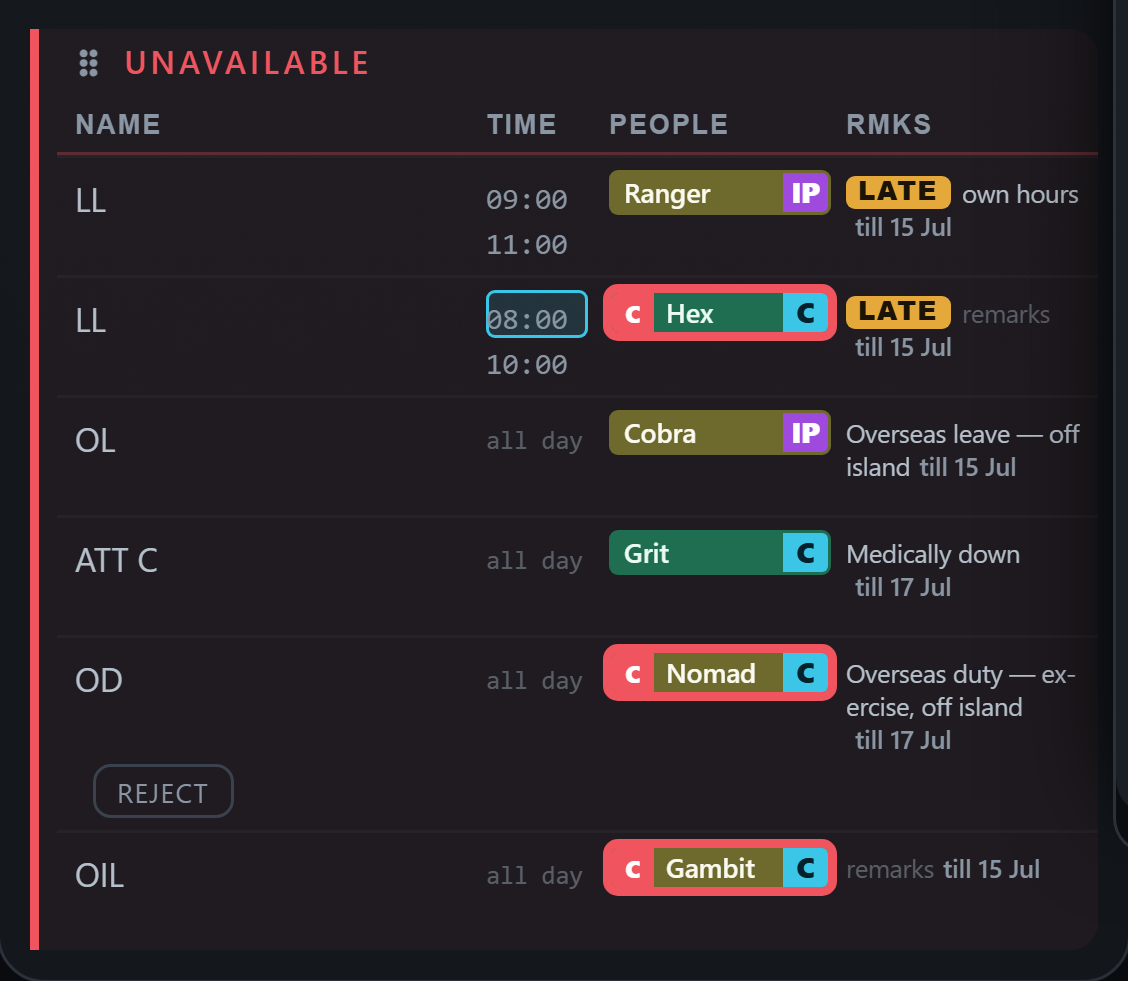 UNAVAILABLE
NAME TIME PEOPLE RMKS
LL 09:00 Ranger IP LATE own hours
11:00 till 15 Jul
LL 08:00 c Hex C LATE remarks
10:00 till 15 Jul
OL all day Cobra IP Overseas leave — off
island till 15 Jul
ATT C all day Grit C Medically down
till 17 Jul
OD all day c Nomad C Overseas duty — ex-
ercise, off island
till 17 Jul
REJECT
OIL all day c Gambit C remarks till 15 Jul